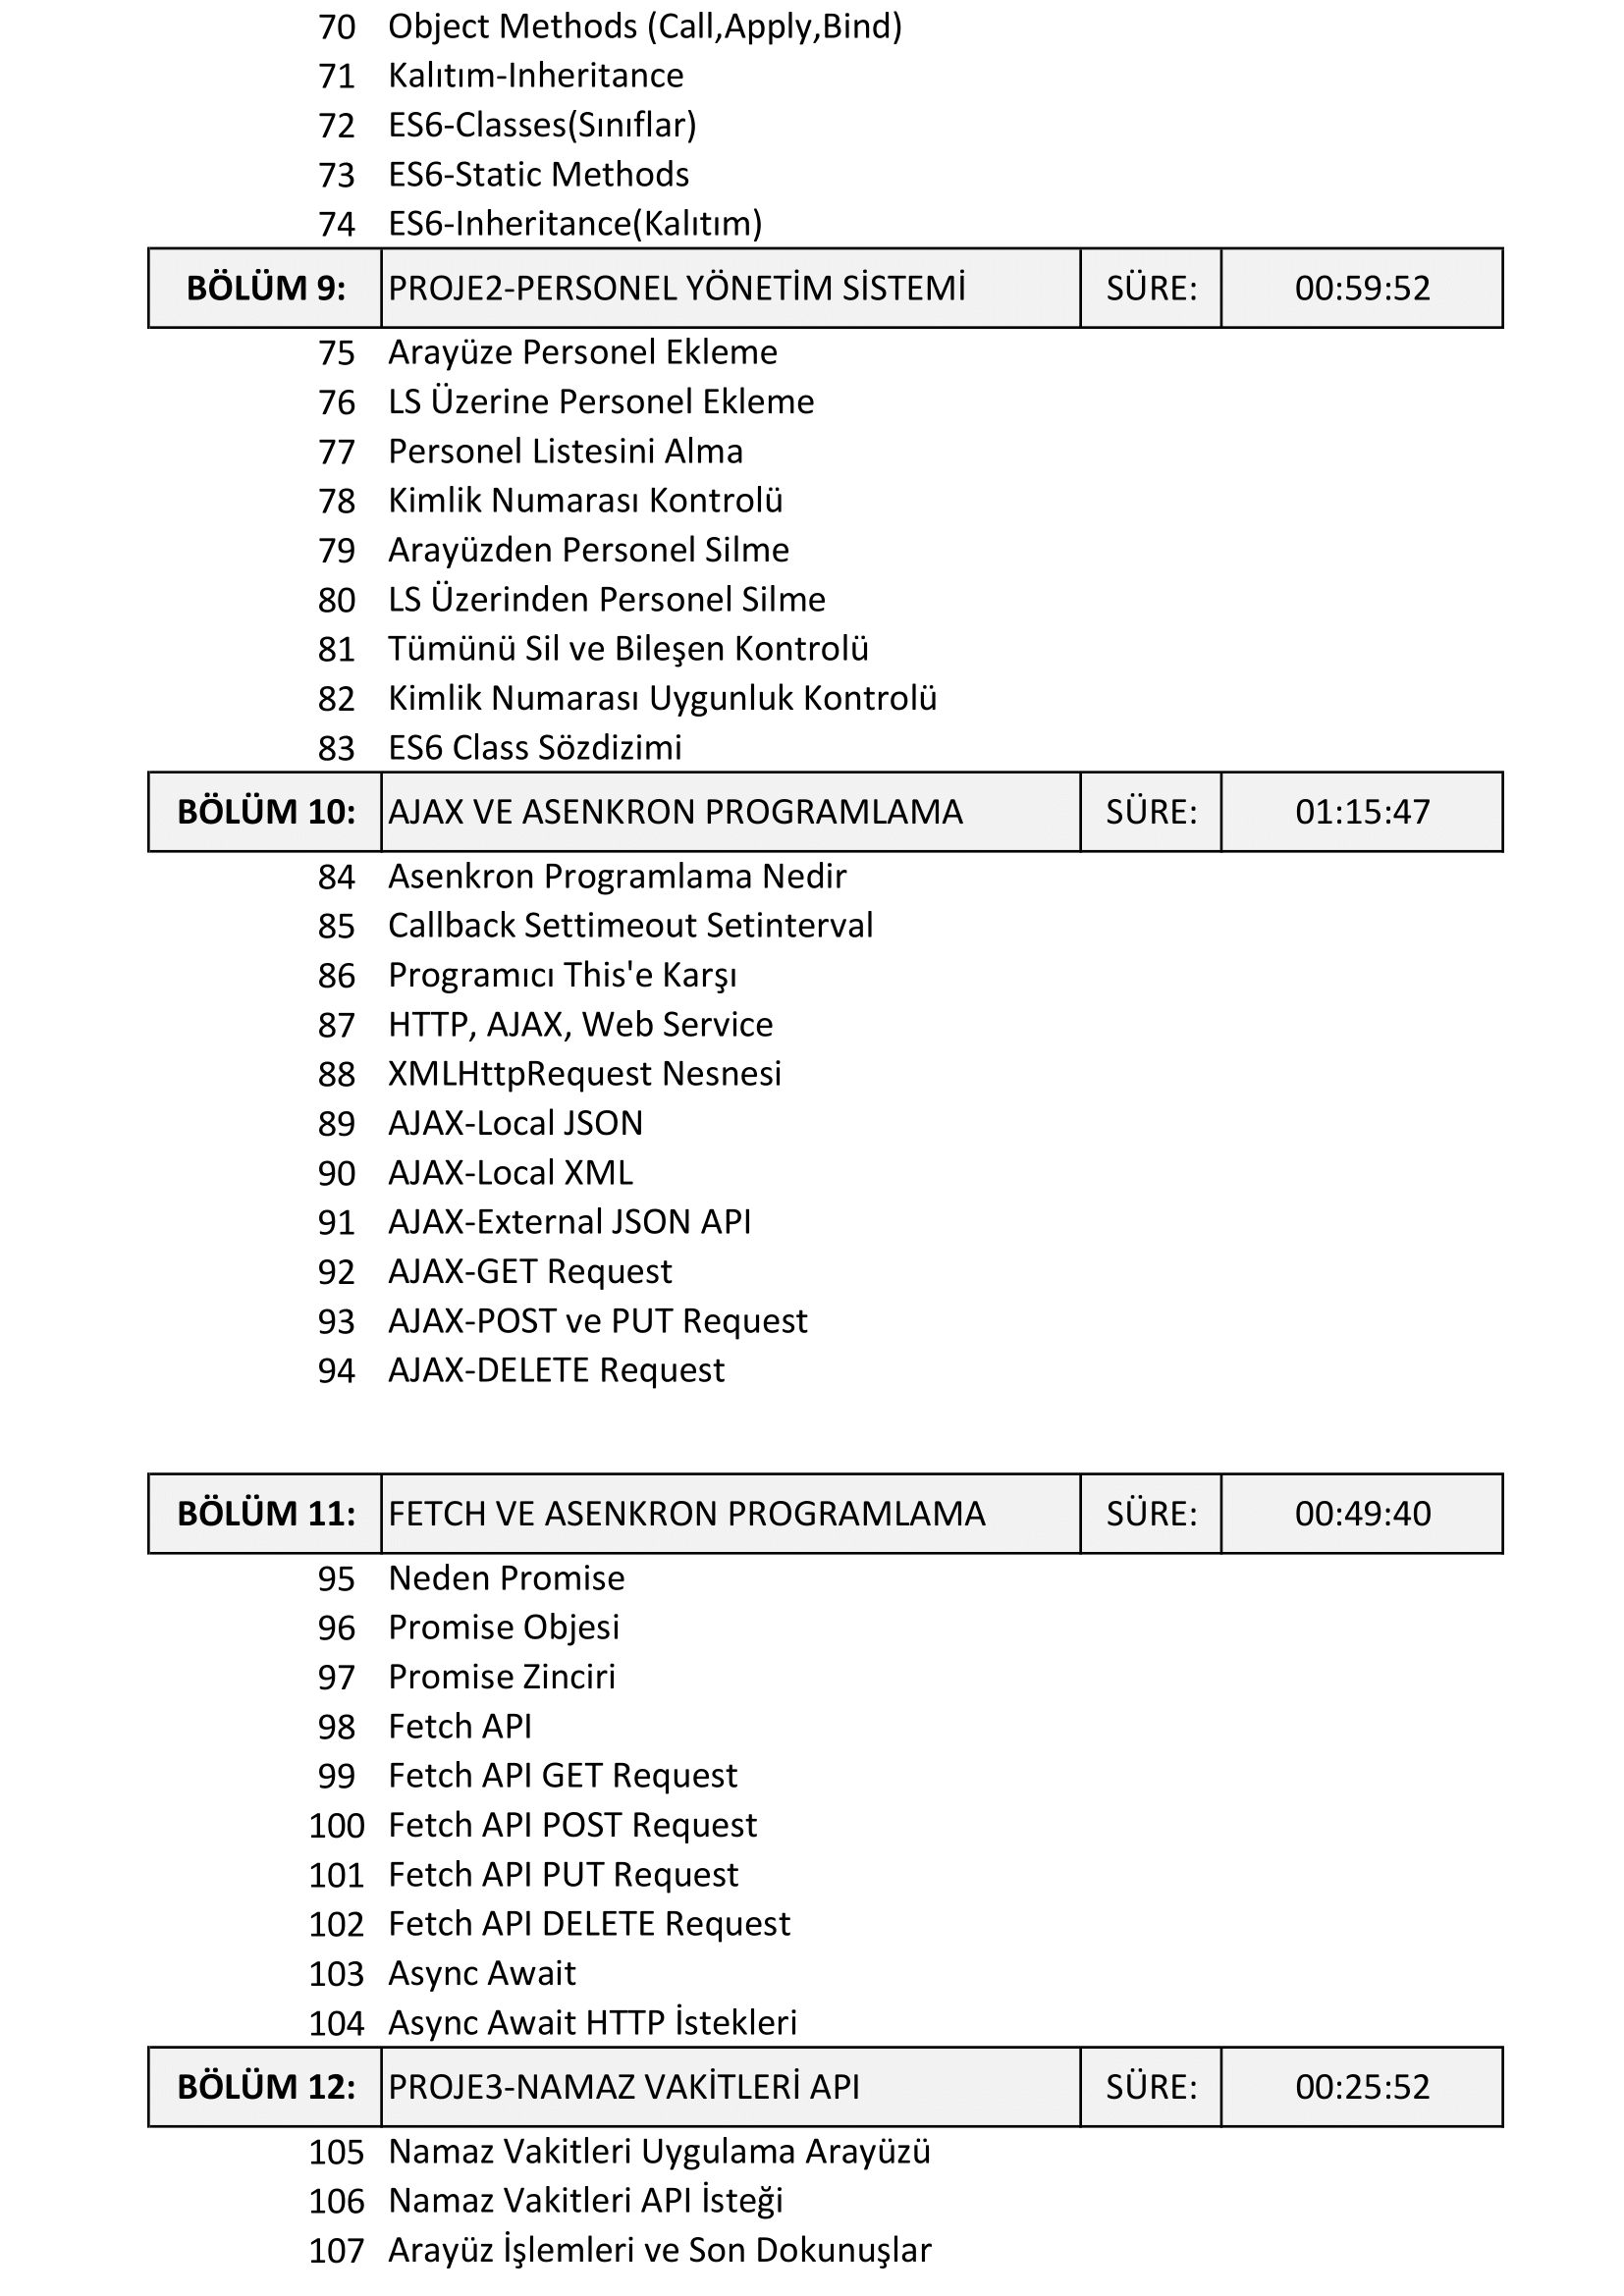 70 Object Methods (Call,Apply,Bind)
71 Kalıtım-Inheritance
72 ES6-Classes(Sınıflar)
73 ES6-Static Methods
74 ES6-Inheritance(Kalıtım)
BÖLÜM 9: PROJE2-PERSONEL YÖNETİM SİSTEMİ SÜRE: 00:59:52
75 Arayüze Personel Ekleme
76 LS Üzerine Personel Ekleme
77 Personel Listesini Alma
78 Kimlik Numarası Kontrolü
79 Arayüzden Personel Silme
80 LS Üzerinden Personel Silme
81 Tümünü Sil ve Bileşen Kontrolü
82 Kimlik Numarası Uygunluk Kontrolü
83 ES6 Class Sözdizimi
BÖLÜM 10: AJAX VE ASENKRON PROGRAMLAMA SÜRE: 01:15:47
84 Asenkron Programlama Nedir
85 Callback Settimeout Setinterval
86 Programıcı This'e Karşı
87 HTTP, AJAX, Web Service
88 XMLHttpRequest Nesnesi
89 AJAX-Local JSON
90 AJAX-Local XML
91 AJAX-External JSON API
92 AJAX-GET Request
93 AJAX-POST ve PUT Request
94 AJAX-DELETE Request
BÖLÜM 11: FETCH VE ASENKRON PROGRAMLAMA SÜRE: 00:49:40
95 Neden Promise
96 Promise Objesi
97 Promise Zinciri
98 Fetch API
99 Fetch API GET Request
100 Fetch API POST Request
101 Fetch API PUT Request
102 Fetch API DELETE Request
103 Async Await
104 Async Await HTTP İstekleri
BÖLÜM 12: PROJE3-NAMAZ VAKİTLERİ API SÜRE: 00:25:52
105 Namaz Vakitleri Uygulama Arayüzü
106 Namaz Vakitleri API İsteği
107 Arayüz İşlemleri ve Son Dokunuşlar